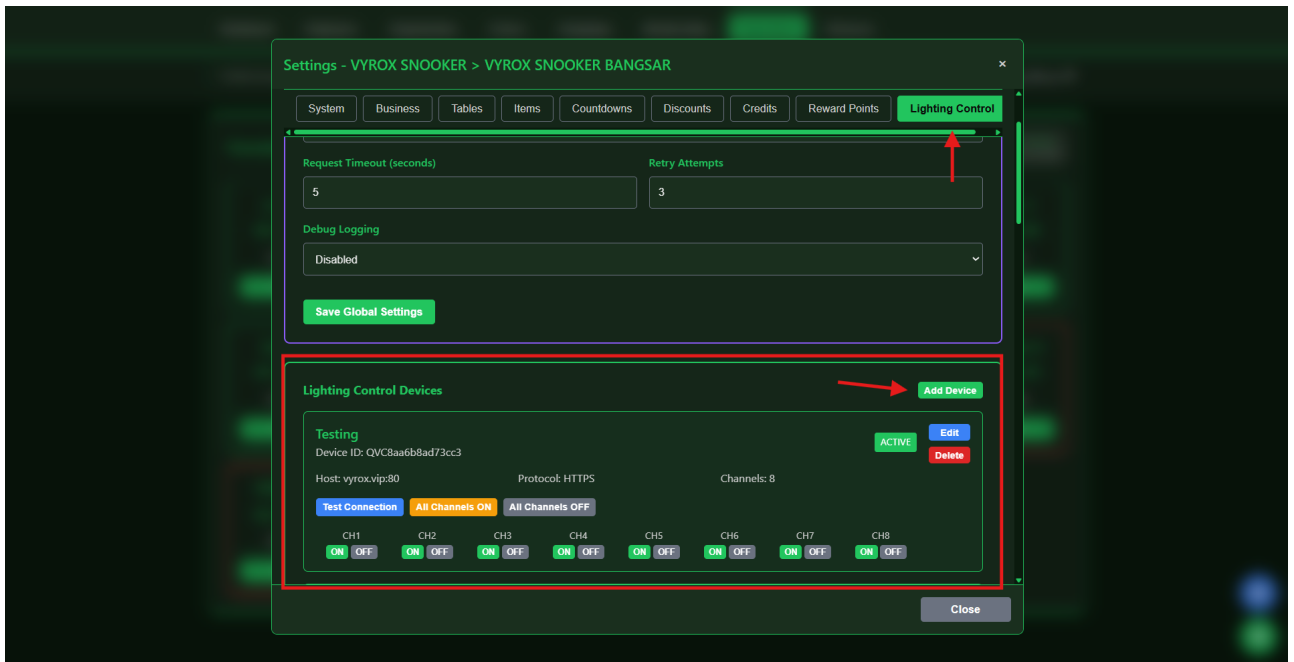 Settings - VYROX SNOOKER > VYROX SNOOKER BANGSAR ×
System Business Tables Items Countdowns Discounts Credits Reward Points Lighting Control
Request Timeout (seconds) Retry Attempts
5 3
Debug Logging
Disabled
Save Global Settings
Lighting Control Devices Add Device
Testing
ACTIVE Edit
Device ID: QVC8aa6b8ad73cc3
Delete
Host: vyrox.vip:80 Protocol: HTTPS Channels: 8
Test Connection All Channels ON All Channels OFF
CH1 CH2 CH3 CH4 CH5 CH6 CH7 CH8
ON OFF ON OFF ON OFF ON OFF ON OFF ON OFF ON OFF ON OFF
Close